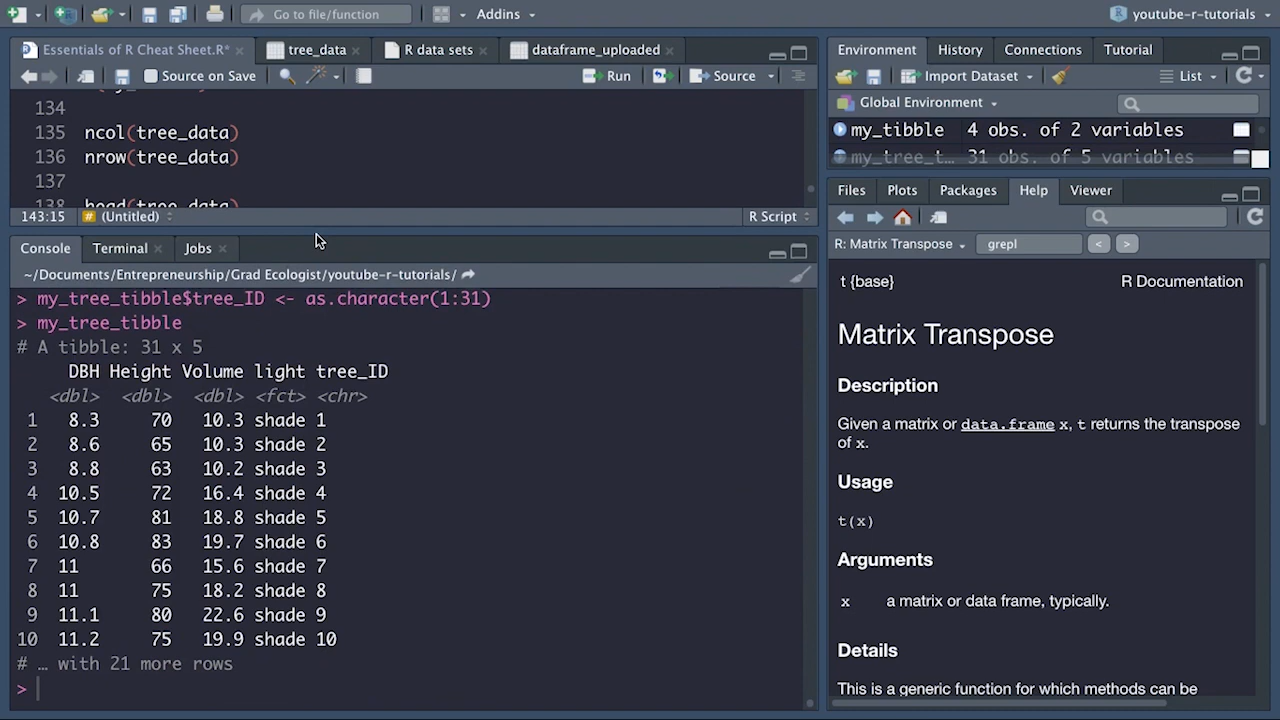 Go to file/function
Addins
youtube-r-tutorials
Essentials of R Cheat Sheet.R*
tree_data
R data sets
dataframe_uploaded
Source on Save
Run
Source
134
135 ncol(tree_data)
136 nrow(tree_data)
137
138 head(tree_data)
143:15
# (Untitled)
R Script
Console
Terminal
Jobs
~/Documents/Entrepreneurship/Grad Ecologist/youtube-r-tutorials/
> my_tree_tibble$tree_ID <- as.character(1:31)
> my_tree_tibble
# A tibble: 31 x 5
DBH Height Volume light tree_ID
<dbl> <dbl> <dbl> <fct> <chr>
1 8.3 70 10.3 shade 1
2 8.6 65 10.3 shade 2
3 8.8 63 10.2 shade 3
4 10.5 72 16.4 shade 4
5 10.7 81 18.8 shade 5
6 10.8 83 19.7 shade 6
7 11 66 15.6 shade 7
8 11 75 18.2 shade 8
9 11.1 80 22.6 shade 9
10 11.2 75 19.9 shade 10
# … with 21 more rows
>
Environment
History
Connections
Tutorial
Import Dataset
List
Global Environment
my_tibble 4 obs. of 2 variables
my_tree_t… 31 obs. of 5 variables
Files
Plots
Packages
Help
Viewer
R: Matrix Transpose
grepl
< >
t {base}
R Documentation
Matrix Transpose
Description
Given a matrix or data.frame x, t returns the transpose
of x.
Usage
t(x)
Arguments
x a matrix or data frame, typically.
Details
This is a generic function for which methods can be